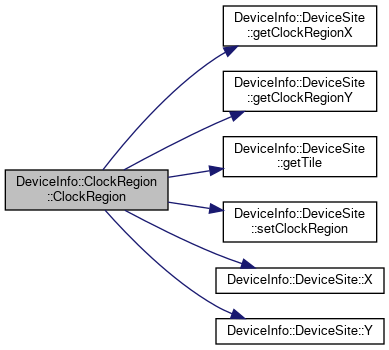 DeviceInfo::DeviceSite
::getClockRegionX
DeviceInfo::DeviceSite
::getClockRegionY
DeviceInfo::DeviceSite
::getTile
DeviceInfo::ClockRegion
::ClockRegion
DeviceInfo::DeviceSite
::setClockRegion
DeviceInfo::DeviceSite::X
DeviceInfo::DeviceSite::Y